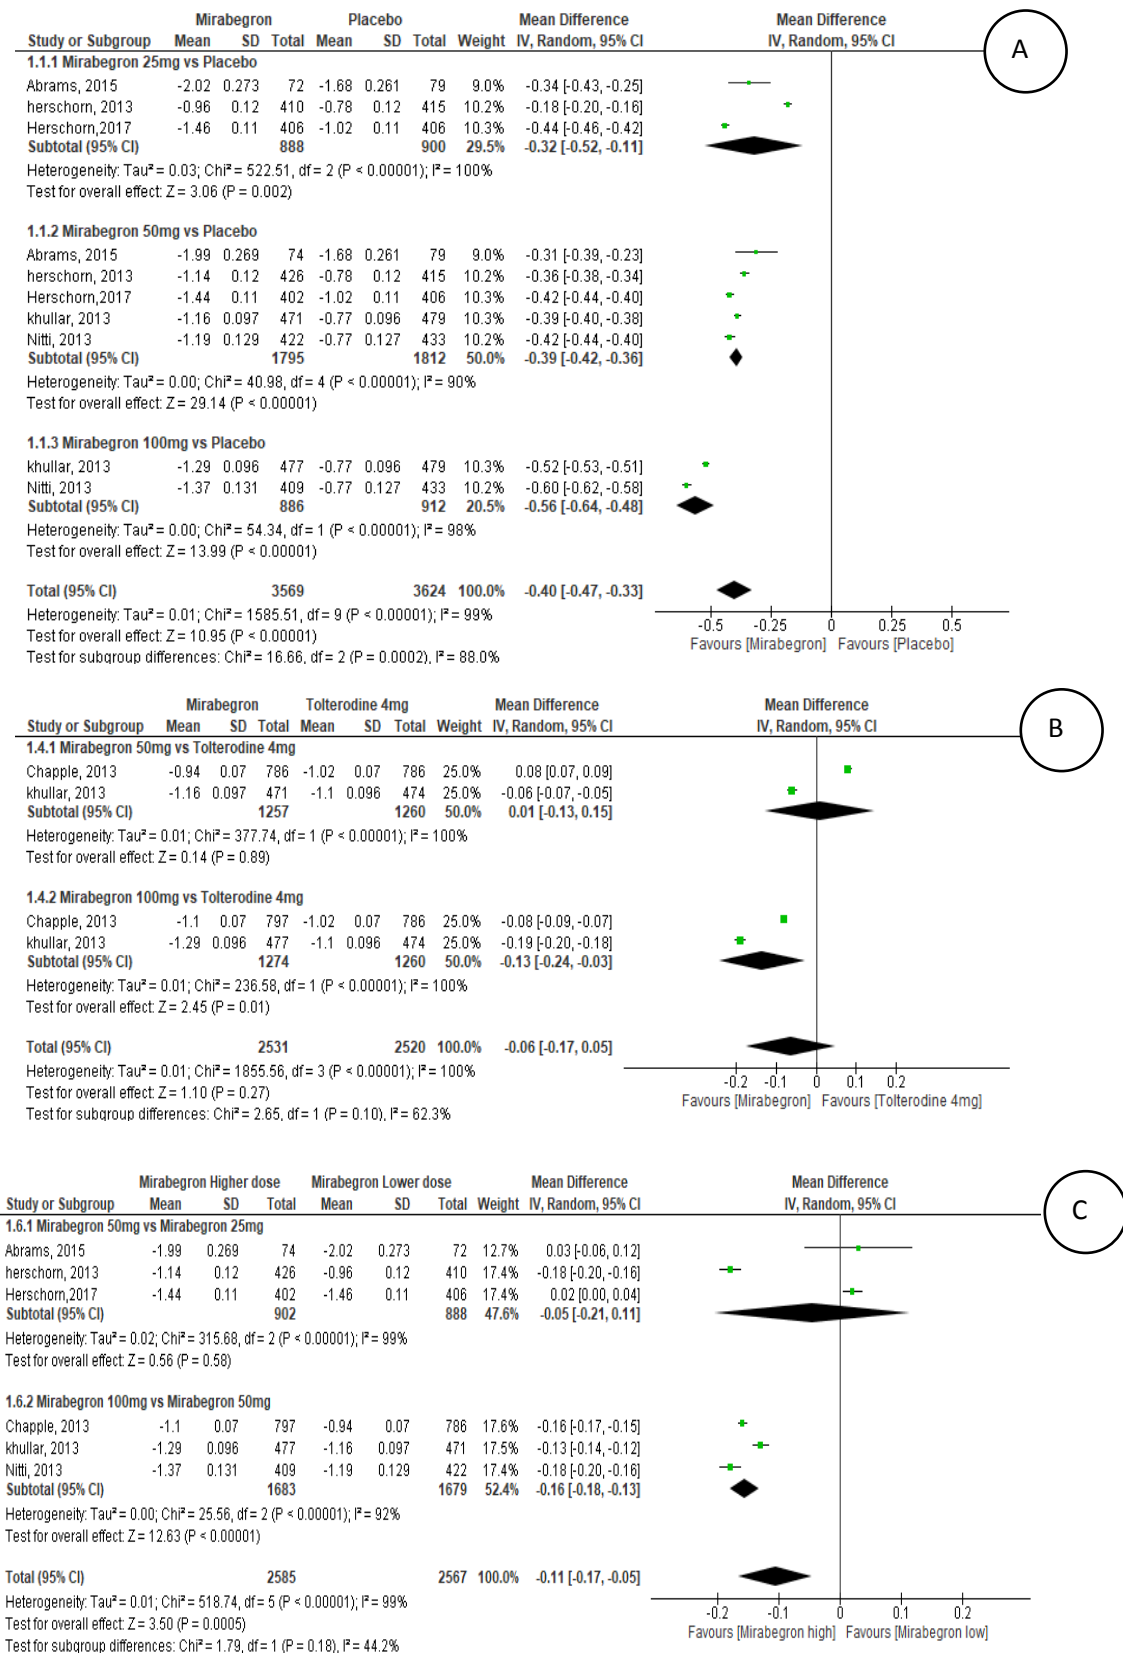 Mirabegron Placebo Mean Difference Mean Difference
Study or Subgroup Mean SD Total Mean SD Total Weight IV, Random, 95% CI IV, Random, 95% CI
A
1.1.1 Mirabegron 25mg vs Placebo
Abrams, 2015 -2.02 0.273 72 -1.68 0.261 79 9.0% -0.34 [-0.43, -0.25]
herschorn, 2013 -0.96 0.12 410 -0.78 0.12 415 10.2% -0.18 [-0.20, -0.16]
Herschorn,2017 -1.46 0.11 406 -1.02 0.11 406 10.3% -0.44 [-0.46, -0.42]
Subtotal (95% CI) 888 900 29.5% -0.32 [-0.52, -0.11]
Heterogeneity: Tau² = 0.03; Chi² = 522.51, df = 2 (P < 0.00001); I² = 100%
Test for overall effect: Z = 3.06 (P = 0.002)
1.1.2 Mirabegron 50mg vs Placebo
Abrams, 2015 -1.99 0.269 74 -1.68 0.261 79 9.0% -0.31 [-0.39, -0.23]
herschorn, 2013 -1.14 0.12 426 -0.78 0.12 415 10.2% -0.36 [-0.38, -0.34]
Herschorn,2017 -1.44 0.11 402 -1.02 0.11 406 10.3% -0.42 [-0.44, -0.40]
khullar, 2013 -1.16 0.097 471 -0.77 0.096 479 10.3% -0.39 [-0.40, -0.38]
Nitti, 2013 -1.19 0.129 422 -0.77 0.127 433 10.2% -0.42 [-0.44, -0.40]
Subtotal (95% CI) 1795 1812 50.0% -0.39 [-0.42, -0.36]
Heterogeneity: Tau² = 0.00; Chi² = 40.98, df = 4 (P < 0.00001); I² = 90%
Test for overall effect: Z = 29.14 (P < 0.00001)
1.1.3 Mirabegron 100mg vs Placebo
khullar, 2013 -1.29 0.096 477 -0.77 0.096 479 10.3% -0.52 [-0.53, -0.51]
Nitti, 2013 -1.37 0.131 409 -0.77 0.127 433 10.2% -0.60 [-0.62, -0.58]
Subtotal (95% CI) 886 912 20.5% -0.56 [-0.64, -0.48]
Heterogeneity: Tau² = 0.00; Chi² = 54.34, df = 1 (P < 0.00001); I² = 98%
Test for overall effect: Z = 13.99 (P < 0.00001)
Total (95% CI) 3569 3624 100.0% -0.40 [-0.47, -0.33]
Heterogeneity: Tau² = 0.01; Chi² = 1585.51, df = 9 (P < 0.00001); I² = 99%
Test for overall effect: Z = 10.95 (P < 0.00001)
Test for subgroup differences: Chi² = 16.66, df = 2 (P = 0.0002), I² = 88.0%
-0.5 -0.25 0 0.25 0.5
Favours [Mirabegron] Favours [Placebo]
Mirabegron Tolterodine 4mg Mean Difference Mean Difference
Study or Subgroup Mean SD Total Mean SD Total Weight IV, Random, 95% CI IV, Random, 95% CI
B
1.4.1 Mirabegron 50mg vs Tolterodine 4mg
Chapple, 2013 -0.94 0.07 786 -1.02 0.07 786 25.0% 0.08 [0.07, 0.09]
khullar, 2013 -1.16 0.097 471 -1.1 0.096 474 25.0% -0.06 [-0.07, -0.05]
Subtotal (95% CI) 1257 1260 50.0% 0.01 [-0.13, 0.15]
Heterogeneity: Tau² = 0.01; Chi² = 377.74, df = 1 (P < 0.00001); I² = 100%
Test for overall effect: Z = 0.14 (P = 0.89)
1.4.2 Mirabegron 100mg vs Tolterodine 4mg
Chapple, 2013 -1.1 0.07 797 -1.02 0.07 786 25.0% -0.08 [-0.09, -0.07]
khullar, 2013 -1.29 0.096 477 -1.1 0.096 474 25.0% -0.19 [-0.20, -0.18]
Subtotal (95% CI) 1274 1260 50.0% -0.13 [-0.24, -0.03]
Heterogeneity: Tau² = 0.01; Chi² = 236.58, df = 1 (P < 0.00001); I² = 100%
Test for overall effect: Z = 2.45 (P = 0.01)
Total (95% CI) 2531 2520 100.0% -0.06 [-0.17, 0.05]
Heterogeneity: Tau² = 0.01; Chi² = 1855.56, df = 3 (P < 0.00001); I² = 100%
Test for overall effect: Z = 1.10 (P = 0.27)
Test for subgroup differences: Chi² = 2.65, df = 1 (P = 0.10), I² = 62.3%
-0.2 -0.1 0 0.1 0.2
Favours [Mirabegron] Favours [Tolterodine 4mg]
Mirabegron Higher dose Mirabegron Lower dose Mean Difference Mean Difference
Study or Subgroup Mean SD Total Mean SD Total Weight IV, Random, 95% CI IV, Random, 95% CI
C
1.6.1 Mirabegron 50mg vs Mirabegron 25mg
Abrams, 2015 -1.99 0.269 74 -2.02 0.273 72 12.7% 0.03 [-0.06, 0.12]
herschorn, 2013 -1.14 0.12 426 -0.96 0.12 410 17.4% -0.18 [-0.20, -0.16]
Herschorn,2017 -1.44 0.11 402 -1.46 0.11 406 17.4% 0.02 [0.00, 0.04]
Subtotal (95% CI) 902 888 47.6% -0.05 [-0.21, 0.11]
Heterogeneity: Tau² = 0.02; Chi² = 315.68, df = 2 (P < 0.00001); I² = 99%
Test for overall effect: Z = 0.56 (P = 0.58)
1.6.2 Mirabegron 100mg vs Mirabegron 50mg
Chapple, 2013 -1.1 0.07 797 -0.94 0.07 786 17.6% -0.16 [-0.17, -0.15]
khullar, 2013 -1.29 0.096 477 -1.16 0.097 471 17.5% -0.13 [-0.14, -0.12]
Nitti, 2013 -1.37 0.131 409 -1.19 0.129 422 17.4% -0.18 [-0.20, -0.16]
Subtotal (95% CI) 1683 1679 52.4% -0.16 [-0.18, -0.13]
Heterogeneity: Tau² = 0.00; Chi² = 25.56, df = 2 (P < 0.00001); I² = 92%
Test for overall effect: Z = 12.63 (P < 0.00001)
Total (95% CI) 2585 2567 100.0% -0.11 [-0.17, -0.05]
Heterogeneity: Tau² = 0.01; Chi² = 518.74, df = 5 (P < 0.00001); I² = 99%
Test for overall effect: Z = 3.50 (P = 0.0005)
Test for subgroup differences: Chi² = 1.79, df = 1 (P = 0.18), I² = 44.2%
-0.2 -0.1 0 0.1 0.2
Favours [Mirabegron high] Favours [Mirabegron low]